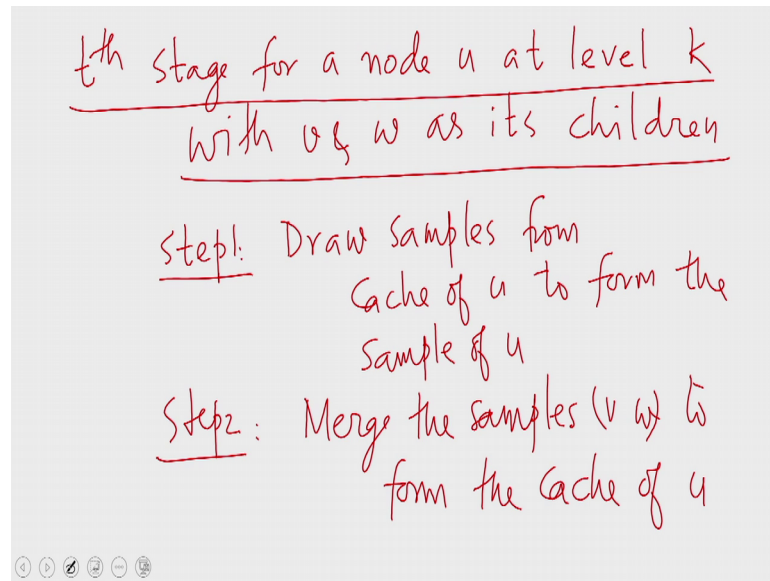 tth stage for a node u at level k
with v & w as its children
Step1: Draw samples from
Cache of u to form the
Sample of u
Step2: Merge the samples (v w) to
form the cache of u